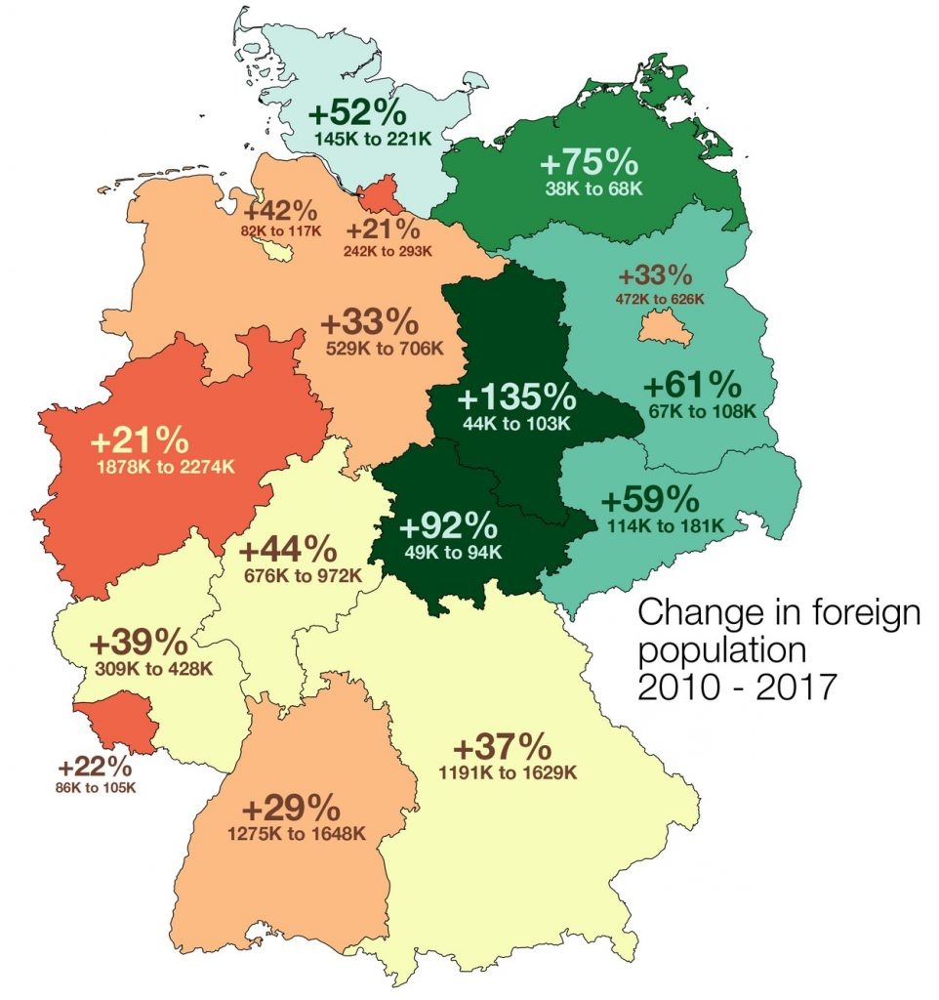 +52%
145K to 221K
+75%
38K to 68K
+42%
82K to 117K
+21%
242K to 293K
+33%
472K to 626K
+33%
529K to 706K
+135%
44K to 103K
+61%
67K to 108K
+21%
1878K to 2274K
+59%
114K to 181K
+92%
49K to 94K
+44%
676K to 972K
Change in foreign
population
2010 - 2017
+39%
309K to 428K
+22%
86K to 105K
+37%
1191K to 1629K
+29%
1275K to 1648K